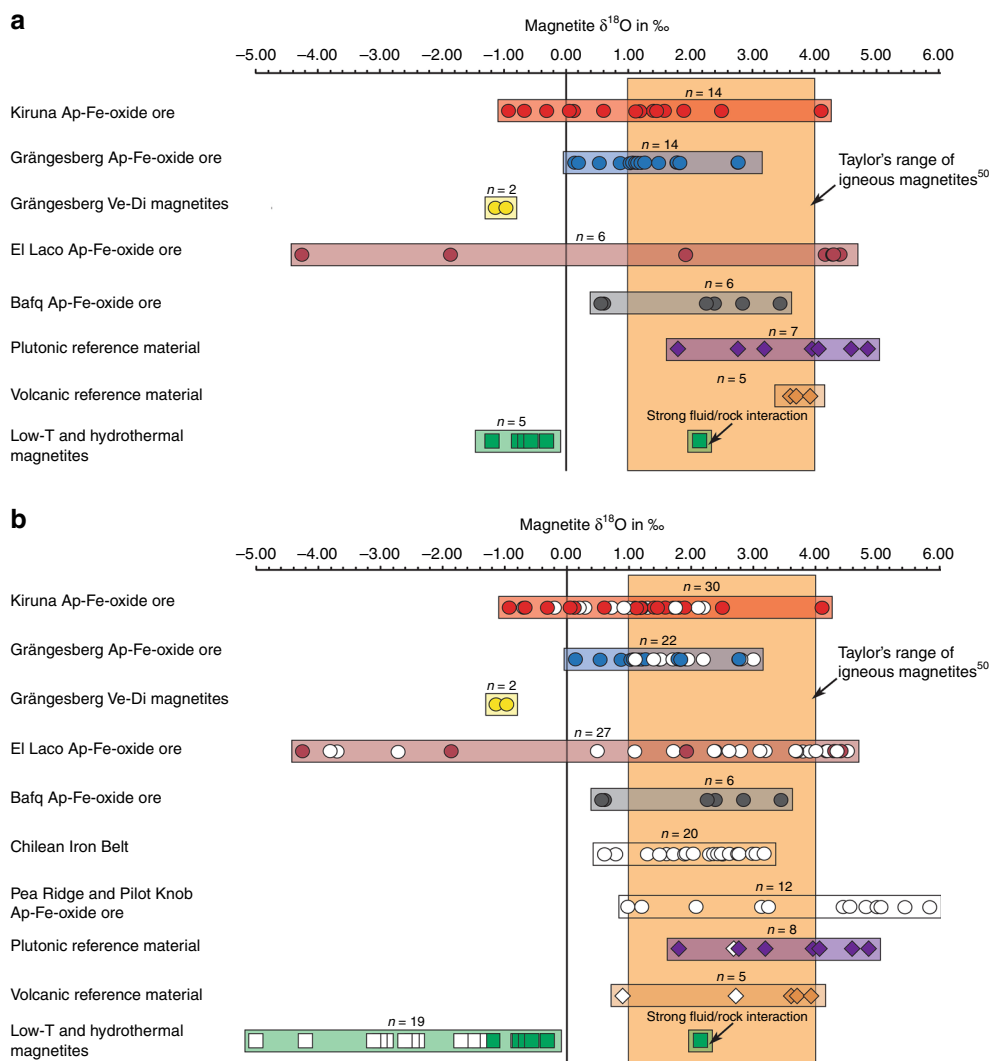 a
Magnetite δ18O in ‰
–5.00 –4.00 –3.00 –2.00 –1.00 0.00 1.00 2.00 3.00 4.00 5.00 6.00
Kiruna Ap-Fe-oxide ore
n = 14
Grängesberg Ap-Fe-oxide ore
n = 14
Taylor's range of
igneous magnetites50
Grängesberg Ve-Di magnetites
n = 2
El Laco Ap-Fe-oxide ore
n = 6
Bafq Ap-Fe-oxide ore
n = 6
Plutonic reference material
n = 7
Volcanic reference material
n = 5
Strong fluid/rock interaction
Low-T and hydrothermal
magnetites
n = 5
b
Magnetite δ18O in ‰
–5.00 –4.00 –3.00 –2.00 –1.00 0.00 1.00 2.00 3.00 4.00 5.00 6.00
Kiruna Ap-Fe-oxide ore
n = 30
Grängesberg Ap-Fe-oxide ore
n = 22
Taylor's range of
igneous magnetites50
Grängesberg Ve-Di magnetites
n = 2
El Laco Ap-Fe-oxide ore
n = 27
Bafq Ap-Fe-oxide ore
n = 6
Chilean Iron Belt
n = 20
Pea Ridge and Pilot Knob
Ap-Fe-oxide ore
n = 12
Plutonic reference material
n = 8
Volcanic reference material
n = 5
Strong fluid/rock interaction
Low-T and hydrothermal
magnetites
n = 19